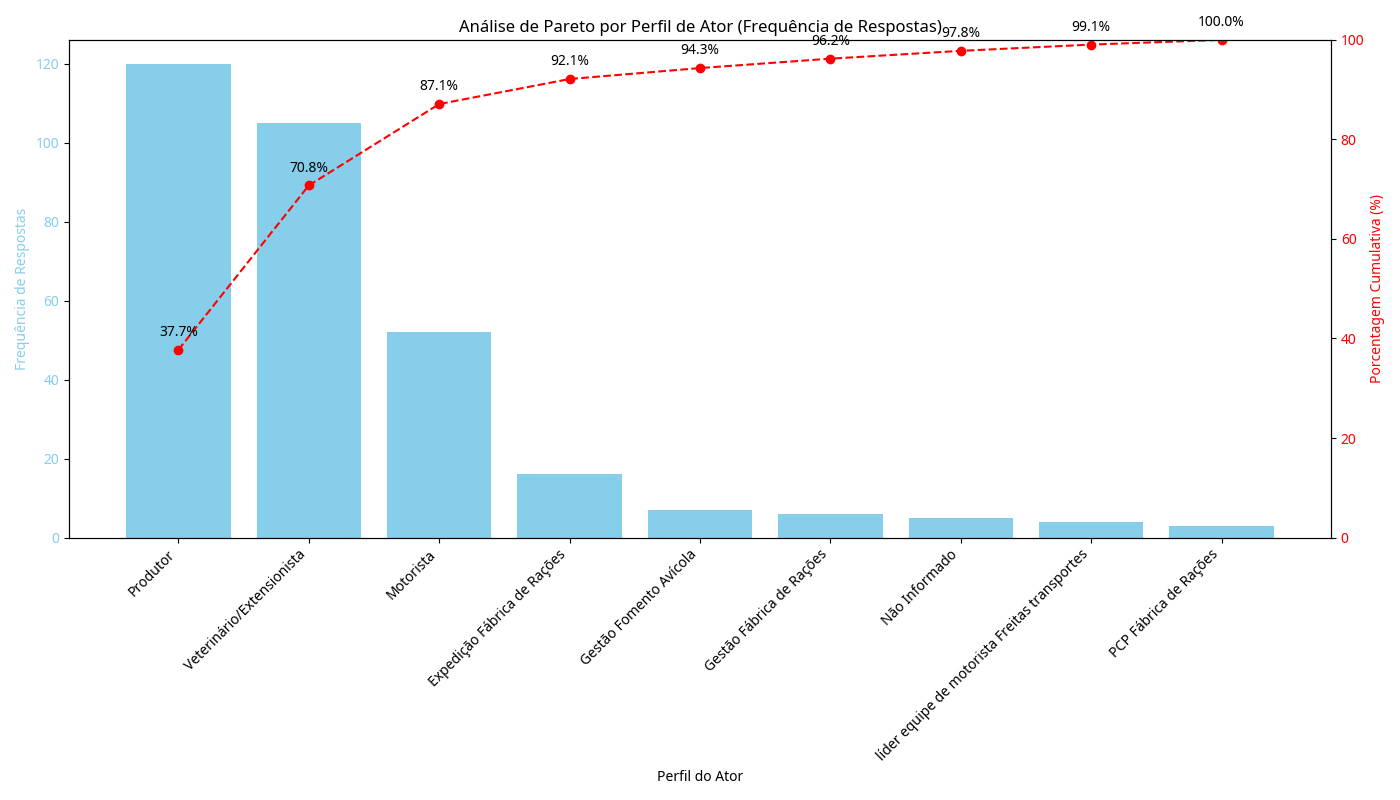 Análise de Pareto por Perfil de Ator (Frequência de Respostas)
Frequência de Respostas
120
100
80
60
40
20
0
37.7%
70.8%
87.1%
92.1%
94.3%
96.2%
97.8%
99.1%
100.0%
100
80
60
40
20
0
Porcentagem Cumulativa (%)
Produtor
Veterinário/Extensionista
Motorista
Expedição Fábrica de Rações
Gestão Fomento Avícola
Gestão Fábrica de Rações
Não Informado
líder equipe de motorista Freitas transportes
PCP Fábrica de Rações
Perfil do Ator